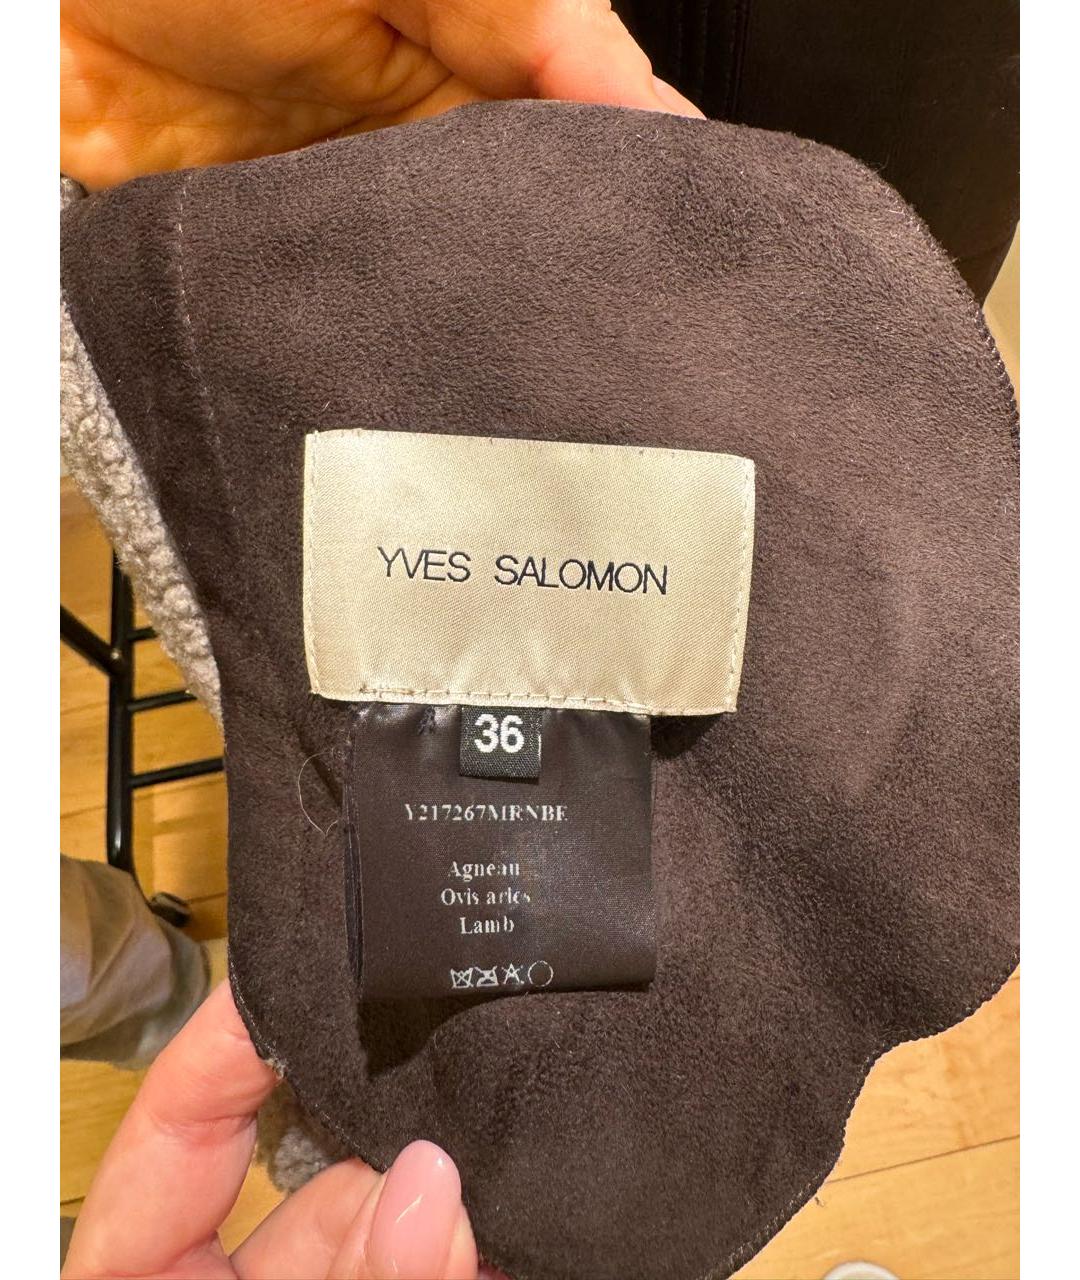 YVES SALOMON
36
Y217267MRNBE
Agneau
Ovis aries
Lamb